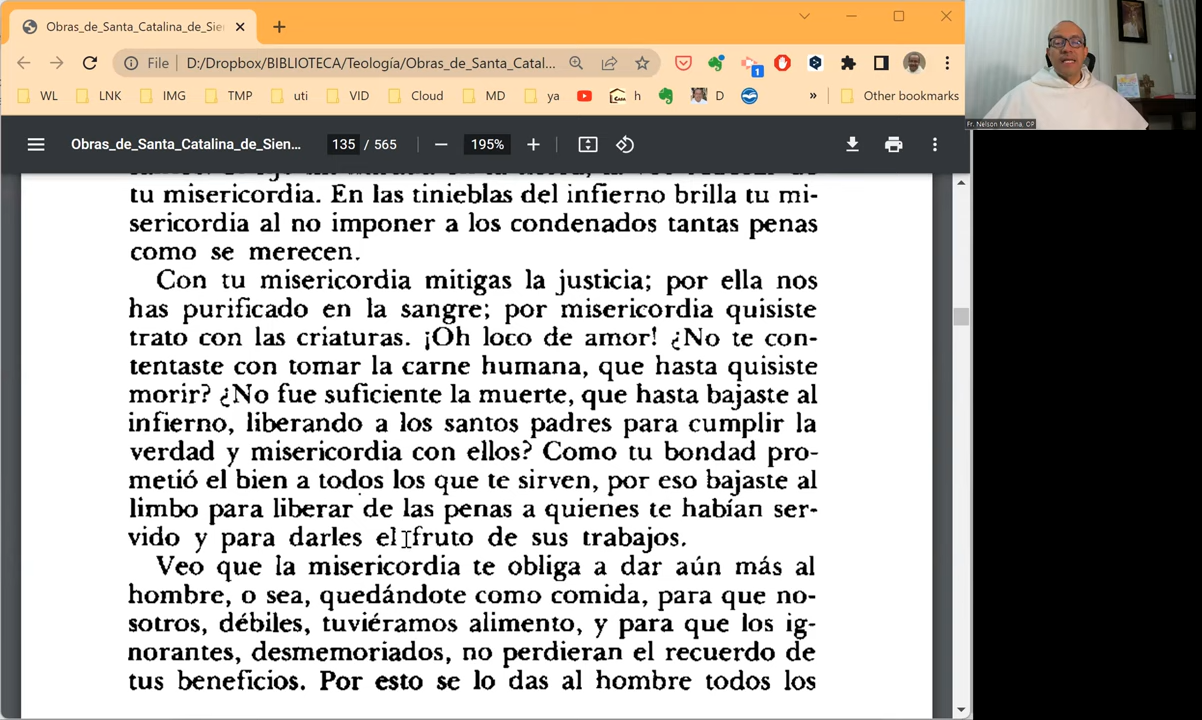 Obras_de_Santa_Catalina_de_Sien
File
D:/Dropbox/BIBLIOTECA/Teología/Obras_de_Santa_Catal...
1
WL LNK IMG TMP uti VID Cloud MD ya h D » Other bookmarks
Fr. Nelson Medina, OP
Obras_de_Santa_Catalina_de_Sien... 135 / 565 195%
tu misericordia. En las tinieblas del infierno brilla tu mi-
sericordia al no imponer a los condenados tantas penas
como se merecen.
Con tu misericordia mitigas la justicia; por ella nos
has purificado en la sangre; por misericordia quisiste
trato con las criaturas. ¡Oh loco de amor! ¿No te con-
tentaste con tomar la carne humana, que hasta quisiste
morir? ¿No fue suficiente la muerte, que hasta bajaste al
infierno, liberando a los santos padres para cumplir la
verdad y misericordia con ellos? Como tu bondad pro-
metió el bien a todos los que te sirven, por eso bajaste al
limbo para liberar de las penas a quienes te habían ser-
vido y para darles el fruto de sus trabajos.
Veo que la misericordia te obliga a dar aún más al
hombre, o sea, quedándote como comida, para que no-
sotros, débiles, tuviéramos alimento, y para que los ig-
norantes, desmemoriados, no perdieran el recuerdo de
tus beneficios. Por esto se lo das al hombre todos los